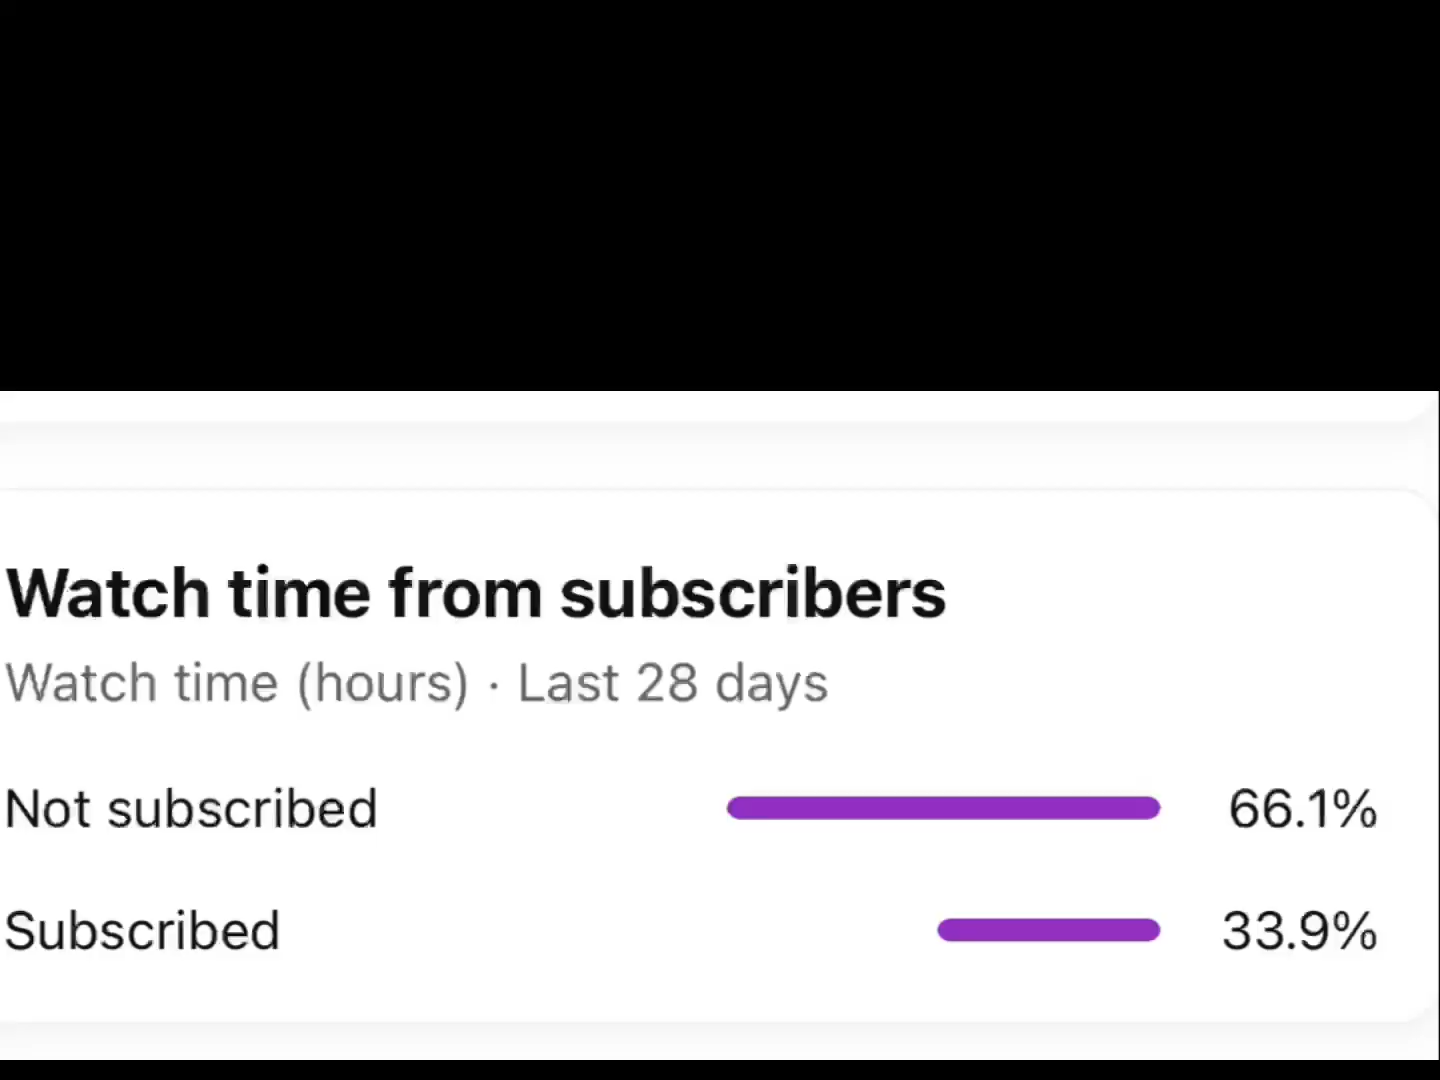 Watch time from subscribers
Watch time (hours) · Last 28 days
Not subscribed 66.1%
Subscribed 33.9%